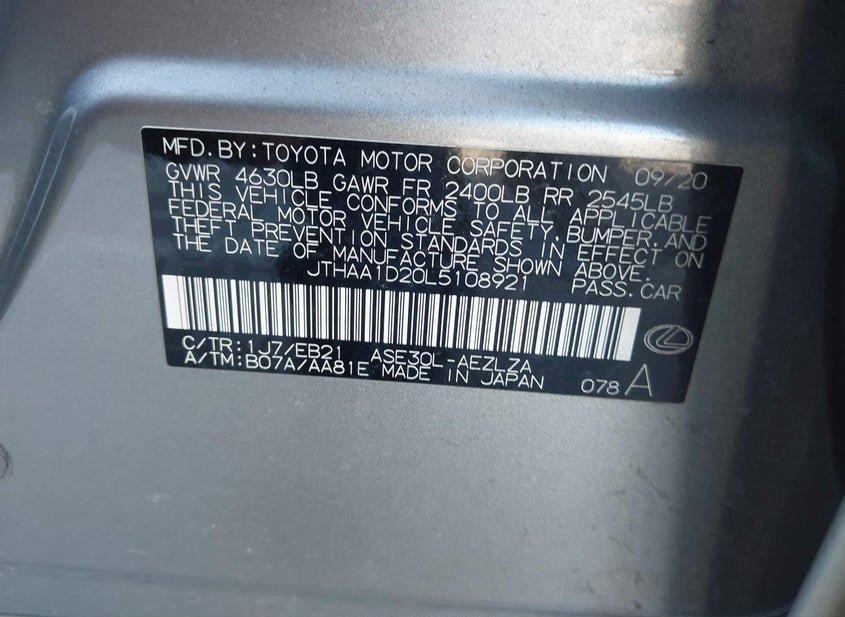 MFD.BY:TOYOTA MOTOR CORPORATION 09/20
GVWR 4630LB GAWR FR 2400LB RR 2545LB
THIS VEHICLE CONFORMS TO ALL APPLICABLE
FEDERAL MOTOR VEHICLE SAFETY,BUMPER,AND
THEFT PREVENTION STANDARDS IN EFFECT ON
THE DATE OF MANUFACTURE SHOWN ABOVE.
JTHAA1D20L5108921 PASS.CAR
C/TR:1J7/EB21 ASE30L-AEZLZA
A/TM:B07A/AA81E MADE IN JAPAN 078A